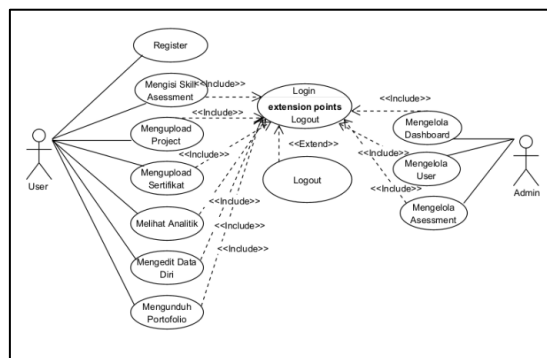 Register
Mengisi Skill
Asessment
<<Include>>
Login
extension points
Logout
<<Include>>
Mengelola
Dashboard
Mengupload
Project
<<Include>>
<<Include>>
Mengupload
Sertifikat
<<Include>>
<<Extend>>
Mengelola
User
User
Admin
Logout
<<Include>>
Mengelola
Asessment
Melihat Analitik
<<Include>>
Mengedit Data
Diri
<<Include>>
<<Include>>
Mengunduh
Portofolio